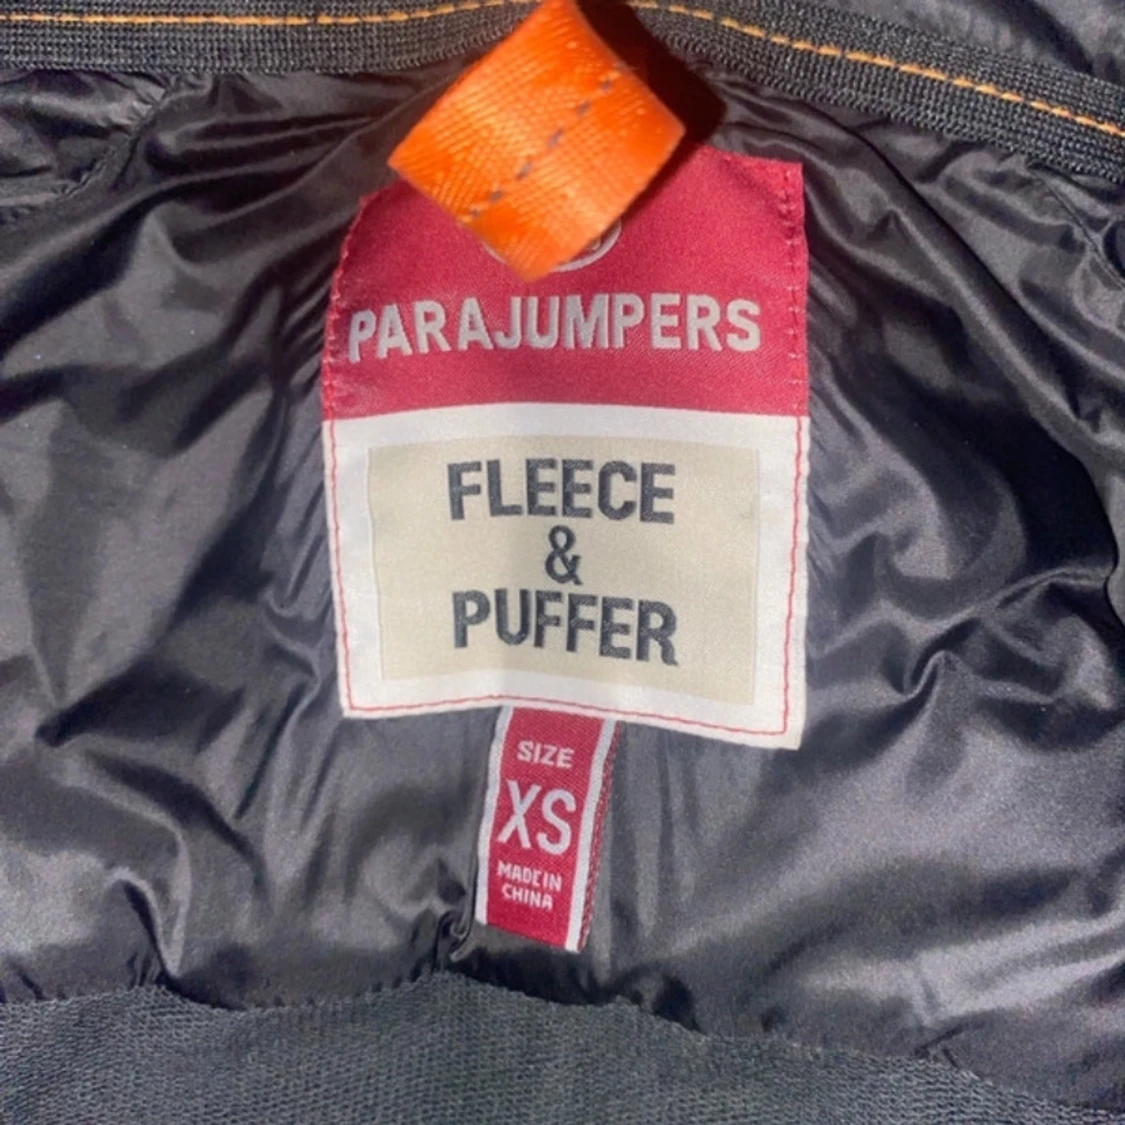 PARAJUMPERS
FLEECE
&
PUFFER
SIZE
XS
MADE IN
CHINA